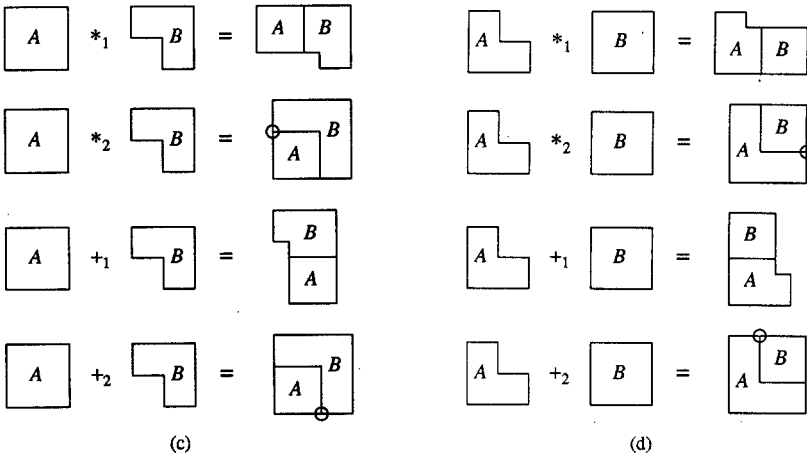 A *₁ B = A B
A *₁ B = A B
A *₂ B = A B
A *₂ B = A B
A +₁ B = B A
A +₁ B = B A
A +₂ B = A B
A +₂ B = A B
(c)
(d)